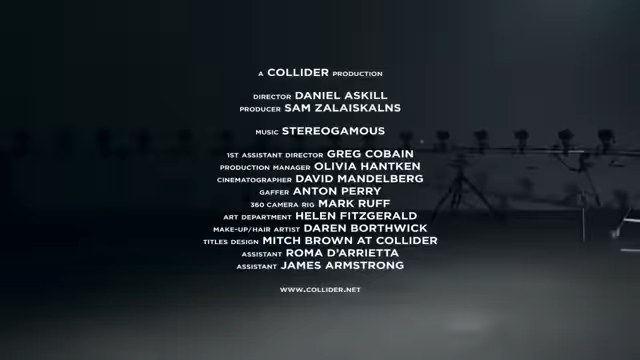 A COLLIDER PRODUCTION
DIRECTOR DANIEL ASKILL
PRODUCER SAM ZALAISKALNS
MUSIC STEREOGAMOUS
1ST ASSISTANT DIRECTOR GREG COBAIN
PRODUCTION MANAGER OLIVIA HANTKEN
CINEMATOGRAPHER DAVID MANDELBERG
GAFFER ANTON PERRY
360 CAMERA RIG MARK RUFF
ART DEPARTMENT HELEN FITZGERALD
MAKE-UP/HAIR ARTIST DAREN BORTHWICK
TITLES DESIGN MITCH BROWN AT COLLIDER
ASSISTANT ROMA D'ARRIETTA
ASSISTANT JAMES ARMSTRONG
WWW.COLLIDER.NET